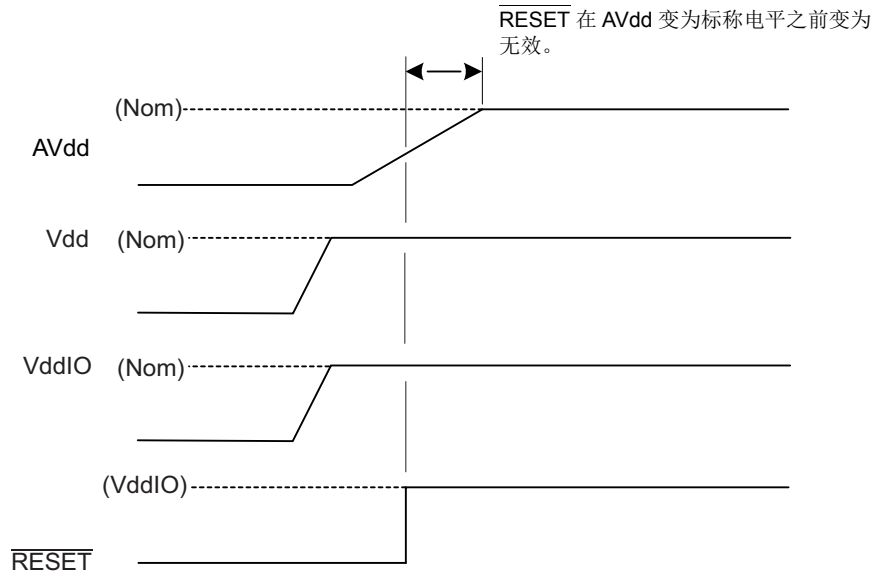 RESET 在 AVdd 变为标称电平之前变为
无效。
(Nom)
AVdd
Vdd (Nom)
VddIO (Nom)
(VddIO)
RESET